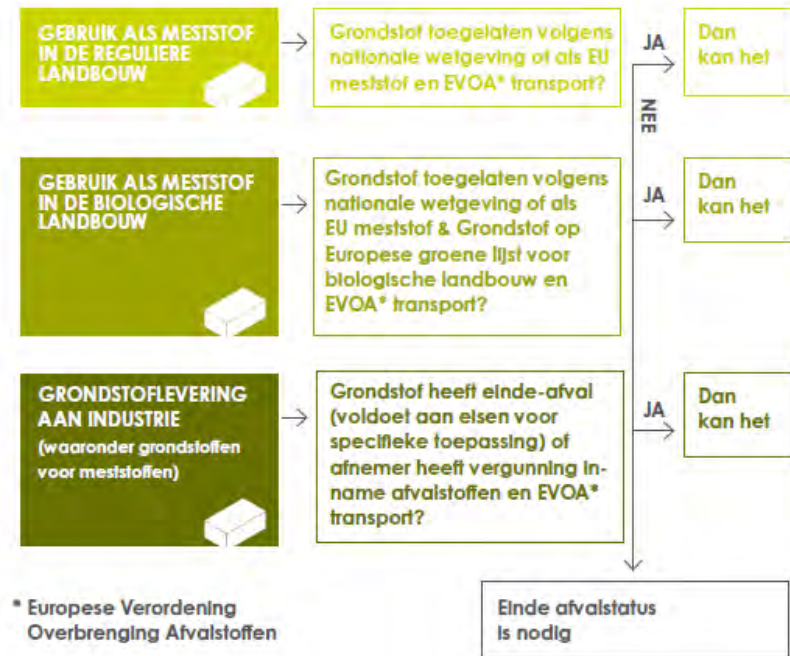 GEBRUIK ALS MESTSTOF
IN DE REGULIERE
LANDBOUW
Grondstof toegelaten volgens
nationale wetgeving of als EU
meststof en EVOA* transport?
JA
Dan
kan het
NEE
GEBRUIK ALS MESTSTOF
IN DE BIOLOGISCHE
LANDBOUW
Grondstof toegelaten volgens
nationale wetgeving of als
EU meststof & Grondstof op
Europese groene lijst voor
biologische landbouw en
EVOA* transport?
JA
Dan
kan het
GRONDSTOFLEVERING
AAN INDUSTRIE
(waaronder grondstoffen
voor meststoffen)
Grondstof heeft einde-afval
(voldoet aan eisen voor
specifieke toepassing) of
afnemer heeft vergunning in-
name afvalstoffen en EVOA*
transport?
JA
Dan
kan het
* Europese Verordening
Overbrenging Afvalstoffen
Einde afvalstatus
is nodig